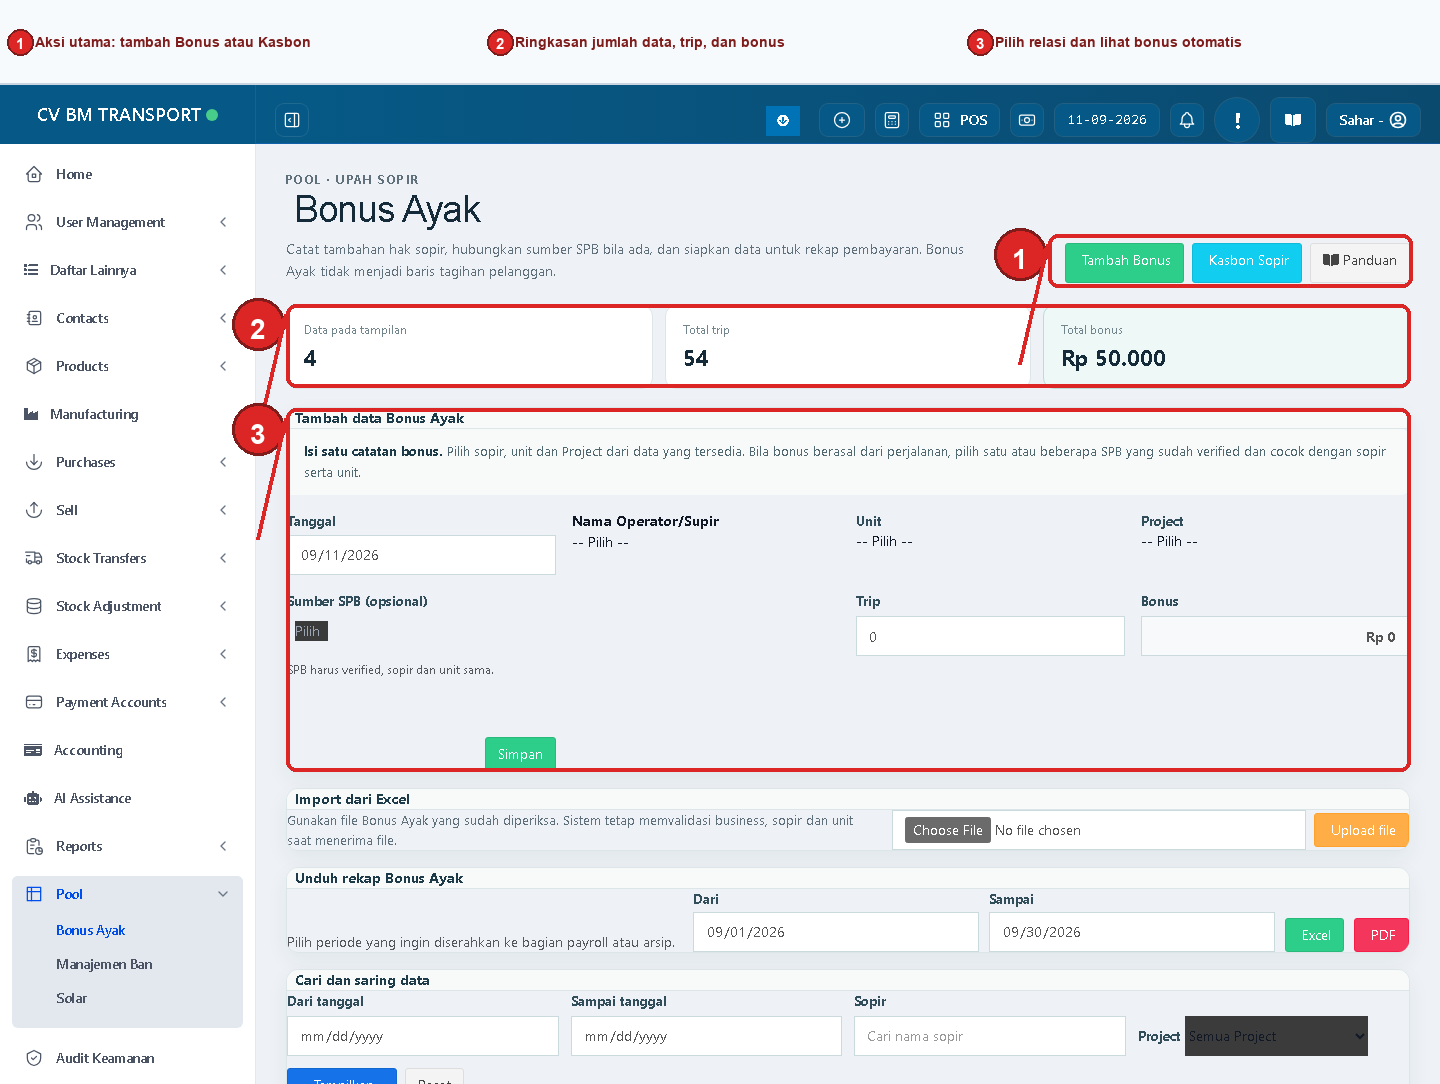 1 Aksi utama: tambah Bonus atau Kasbon
2 Ringkasan jumlah data, trip, dan bonus
3 Pilih relasi dan lihat bonus otomatis
CV BM TRANSPORT
POS
11-09-2026
Sahar -
Home
User Management
Daftar Lainnya
Contacts
Products
Manufacturing
Purchases
Sell
Stock Transfers
Stock Adjustment
Expenses
Payment Accounts
Accounting
AI Assistance
Reports
Pool
Bonus Ayak
Manajemen Ban
Solar
Audit Keamanan
POOL · UPAH SOPIR
Bonus Ayak
Catat tambahan hak sopir, hubungkan sumber SPB bila ada, dan siapkan data untuk rekap pembayaran. Bonus
Ayak tidak menjadi baris tagihan pelanggan.
1
Tambah Bonus
Kasbon Sopir
Panduan
2
Data pada tampilan
4
Total trip
54
Total bonus
Rp 50.000
3
Tambah data Bonus Ayak
Isi satu catatan bonus. Pilih sopir, unit dan Project dari data yang tersedia. Bila bonus berasal dari perjalanan, pilih satu atau beberapa SPB yang sudah verified dan cocok dengan sopir
serta unit.
Tanggal
09/11/2026
Nama Operator/Supir
-- Pilih --
Unit
-- Pilih --
Project
-- Pilih --
Sumber SPB (opsional)
Pilih
SPB harus verified, sopir dan unit sama.
Trip
0
Bonus
Rp 0
Simpan
Import dari Excel
Gunakan file Bonus Ayak yang sudah diperiksa. Sistem tetap memvalidasi business, sopir dan unit
saat menerima file.
Choose File No file chosen
Upload file
Unduh rekap Bonus Ayak
Pilih periode yang ingin diserahkan ke bagian payroll atau arsip.
Dari
09/01/2026
Sampai
09/30/2026
Excel
PDF
Cari dan saring data
Dari tanggal
mm/dd/yyyy
Sampai tanggal
mm/dd/yyyy
Sopir
Cari nama sopir
Project
Semua Project
Tampilkan
Reset